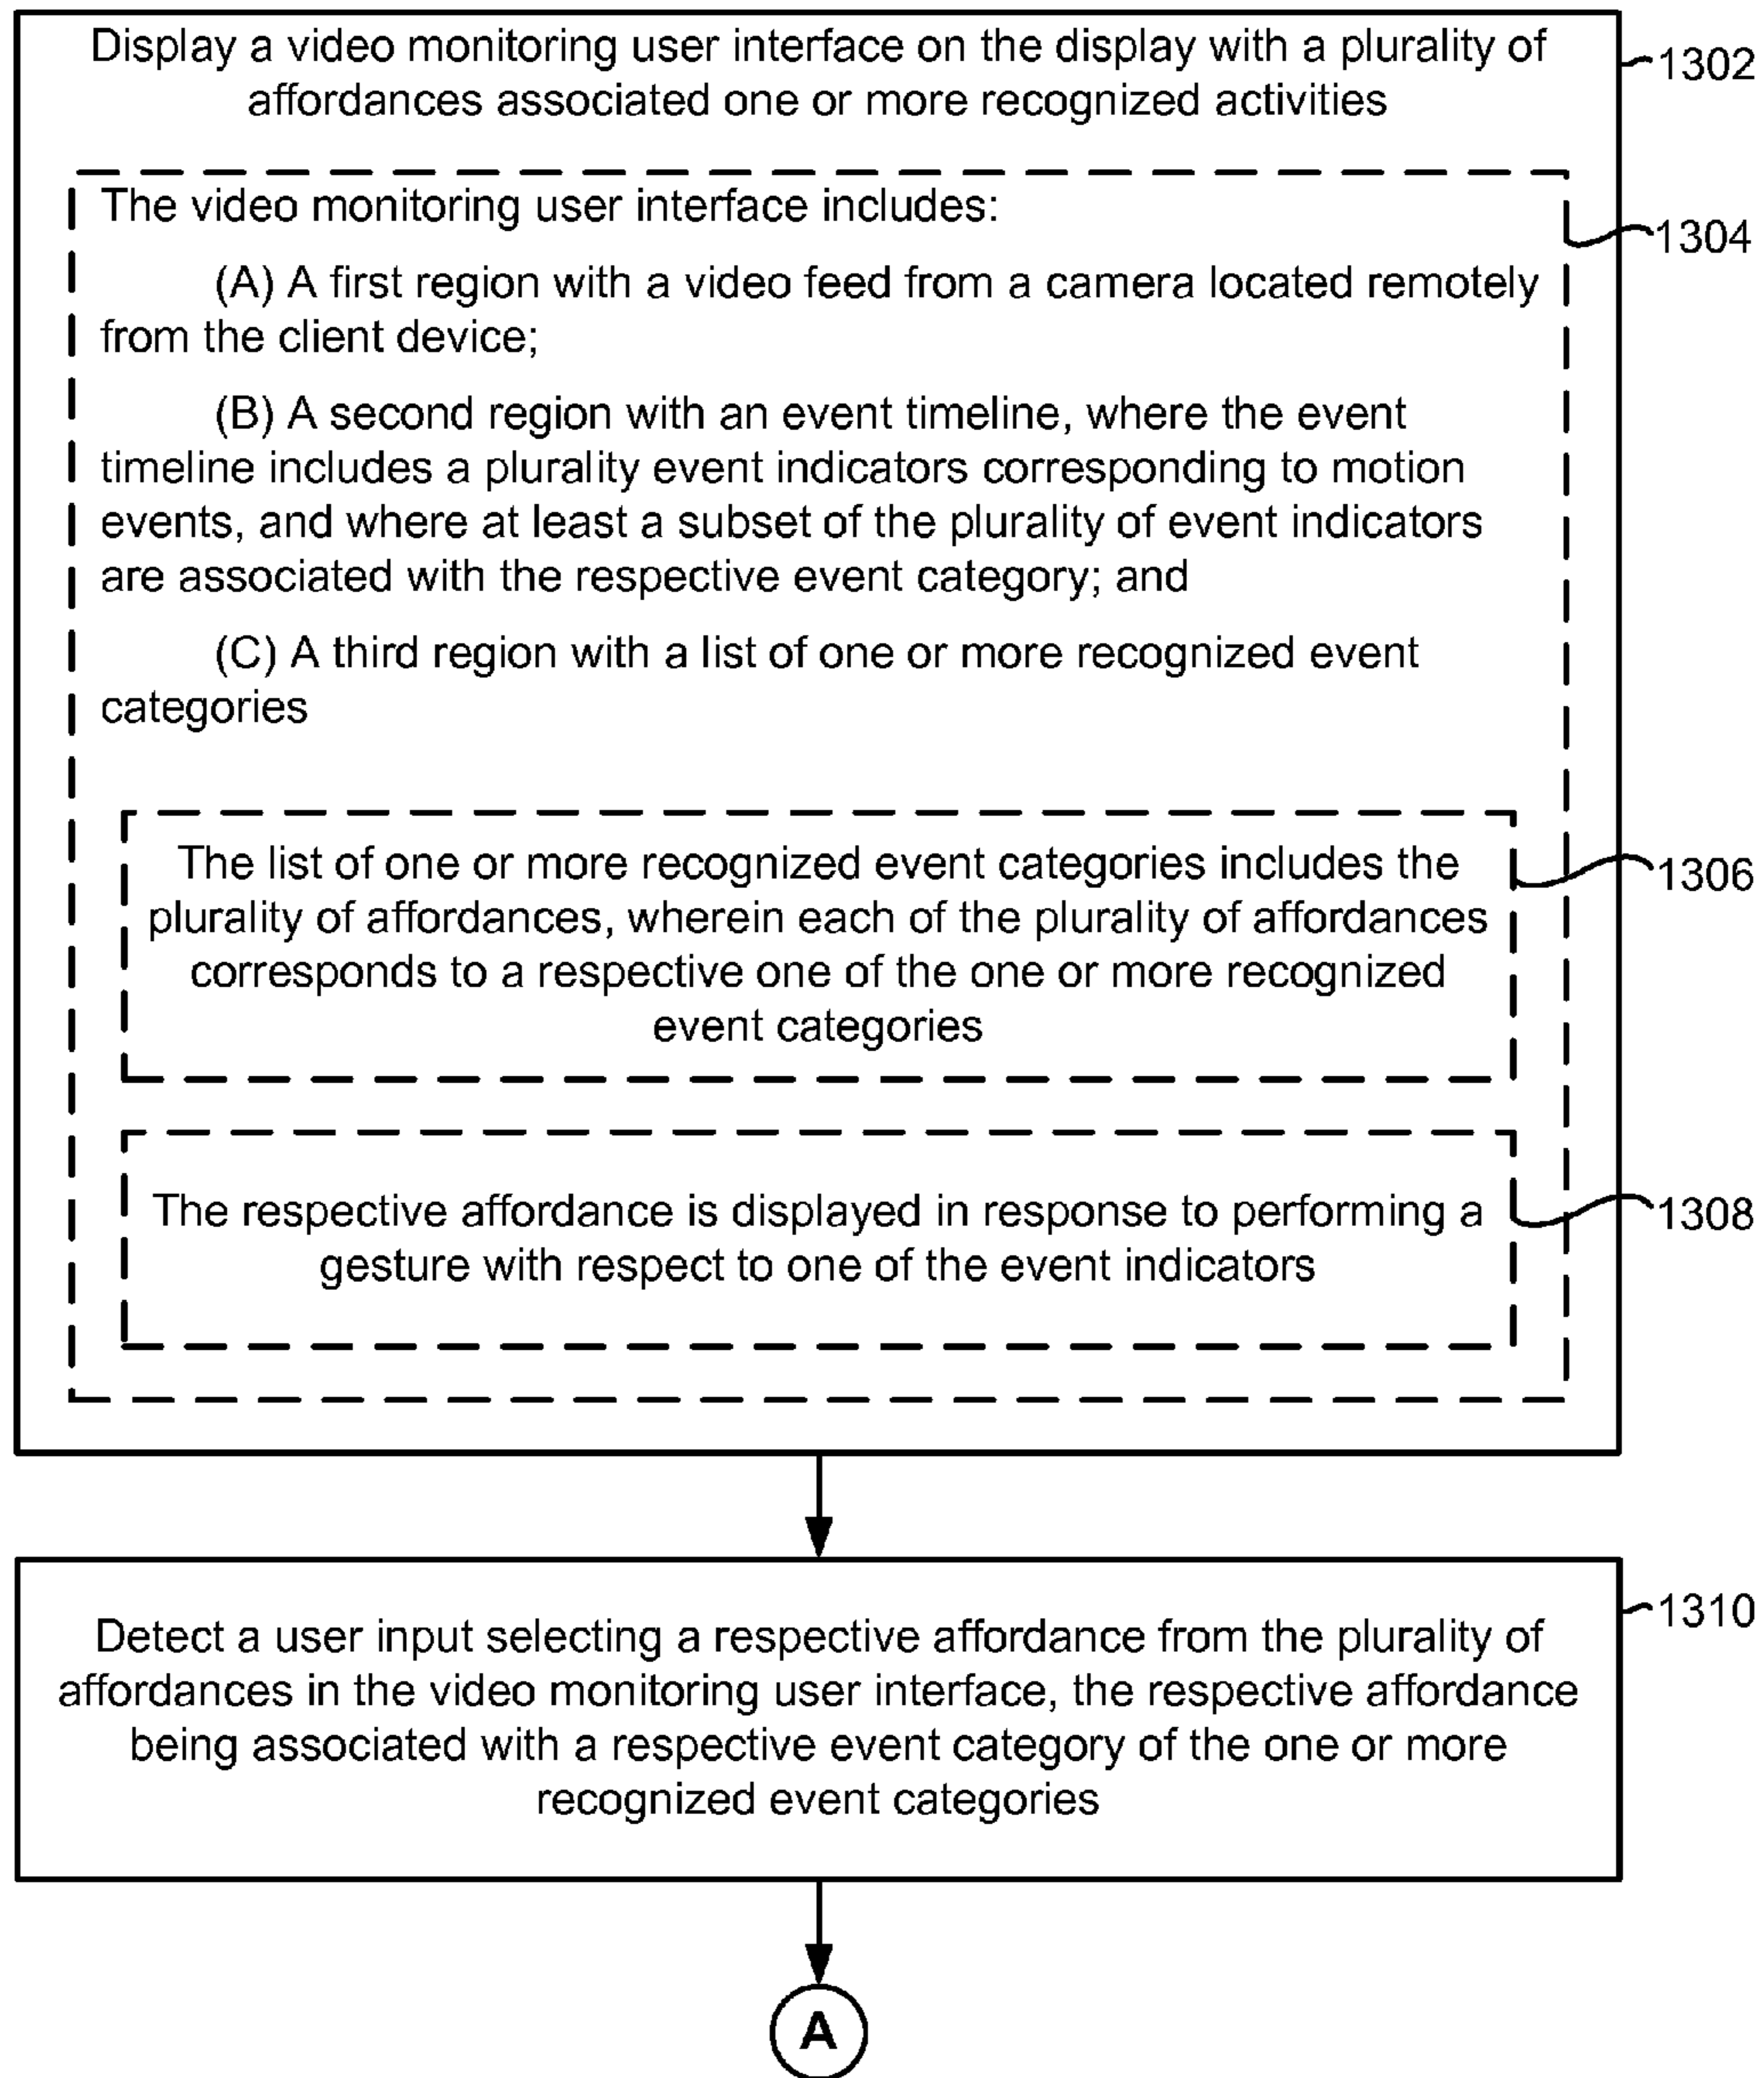 Display a video monitoring user interface on the display with a plurality of
affordances associated one or more recognized activities
1302
The video monitoring user interface includes:
1304
(A) A first region with a video feed from a camera located remotely
from the client device;
(B) A second region with an event timeline, where the event
timeline includes a plurality event indicators corresponding to motion
events, and where at least a subset of the plurality of event indicators
are associated with the respective event category; and
(C) A third region with a list of one or more recognized event
categories
The list of one or more recognized event categories includes the
plurality of affordances, wherein each of the plurality of affordances
corresponds to a respective one of the one or more recognized
event categories
1306
The respective affordance is displayed in response to performing a
gesture with respect to one of the event indicators
1308
Detect a user input selecting a respective affordance from the plurality of
affordances in the video monitoring user interface, the respective affordance
being associated with a respective event category of the one or more
recognized event categories
1310
A